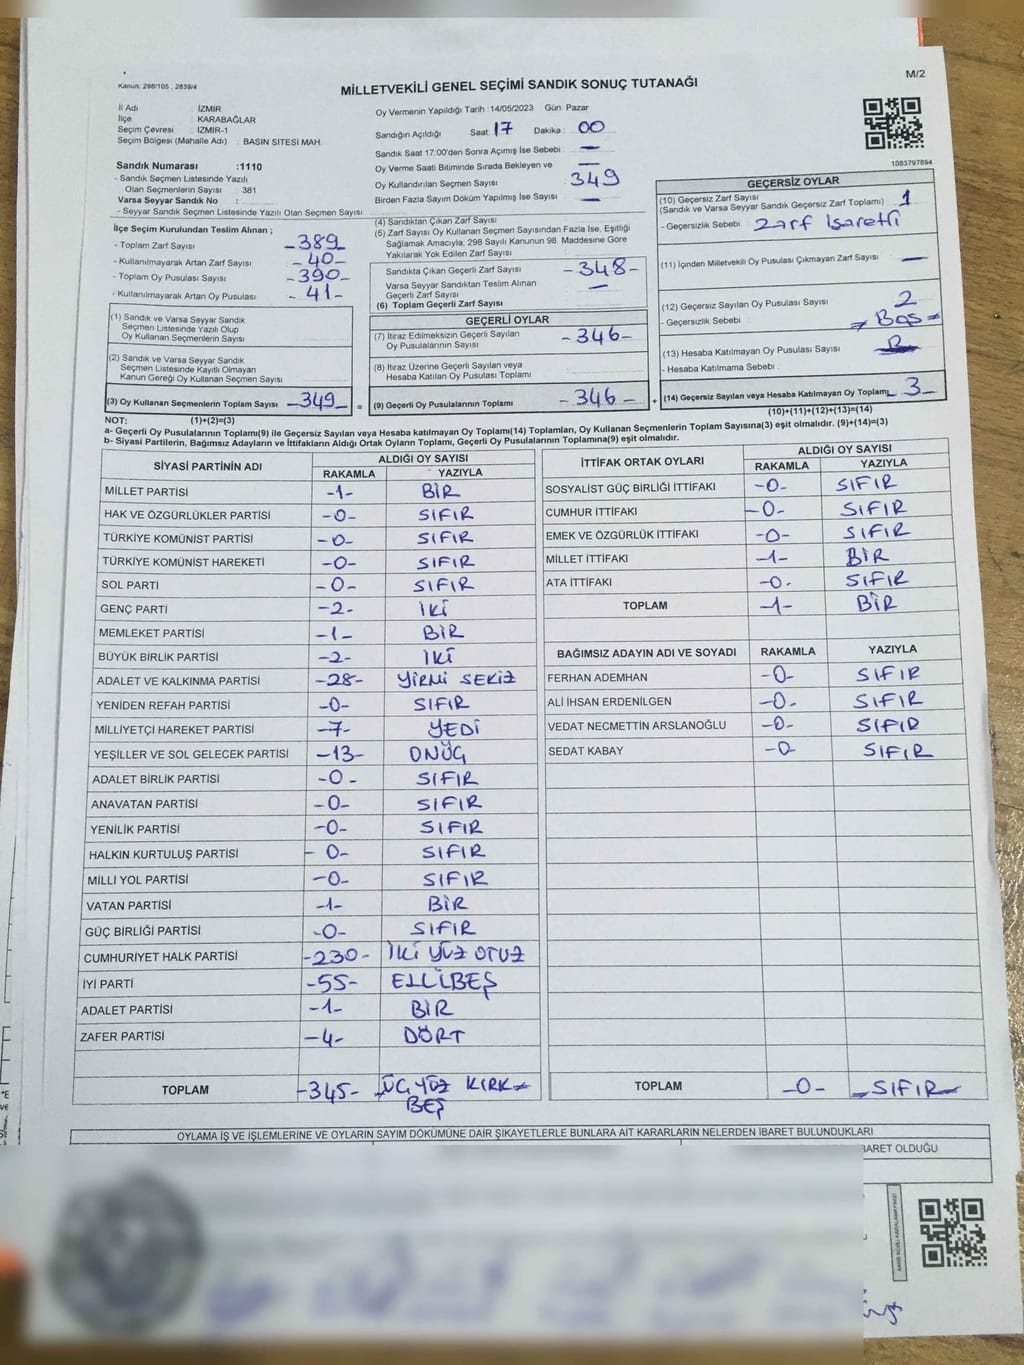 M/2
Kanun: 298/105 , 2839/4
MİLLETVEKİLİ GENEL SEÇİMİ SANDIK SONUÇ TUTANAĞI
İl Adı : İZMİR
İlçe : KARABAĞLAR
Seçim Çevresi : İZMİR-1
Seçim Bölgesi (Mahalle Adı) : BASIN SİTESİ MAH.
Sandık Numarası :1110
- Sandık Seçmen Listesinde Yazılı
Olan Seçmenlerin Sayısı : 381
Varsa Seyyar Sandık No :
- Seyyar Sandık Seçmen Listesinde Yazılı Olan Seçmen Sayısı
Oy Vermenin Yapıldığı Tarih :14/05/2023 Gün: Pazar
Sandığın Açıldığı Saat: 17 Dakika : 00
Sandık Saat 17:00'den Sonra Açımış İse Sebebi : —
Oy Verme Saati Bitiminde Sırada Bekleyen ve —
Oy Kullandırılan Seçmen Sayısı 349
Birden Fazla Sayım Döküm Yapılmış İse Sayısı —
1083797894
İlçe Seçim Kurulundan Teslim Alınan ;
- Toplam Zarf Sayısı -389-
- Kullanılmayarak Artan Zarf Sayısı -40-
- Toplam Oy Pusulası Sayısı -390-
- Kullanılmayarak Artan Oy Pusulası -41-
(1) Sandık ve Varsa Seyyar Sandık
Seçmen Listesinde Yazılı Olup
Oy Kullanan Seçmenlerin Sayısı
(2) Sandık ve Varsa Seyyar Sandık
Seçmen Listesinde Kayıtlı Olmayan
Kanun Gereği Oy Kullanan Seçmen Sayısı
(3) Oy Kullanan Seçmenlerin Toplam Sayısı -349- =
(1)+(2)=(3)
(4) Sandıktan Çıkan Zarf Sayısı
(5) Zarf Sayısı Oy Kullanan Seçmen Sayısından Fazla İse, Eşitliği
Sağlamak Amacıyla, 298 Sayılı Kanunun 98. Maddesine Göre
Yakılarak Yok Edilen Zarf Sayısı
Sandıkta Çıkan Geçerli Zarf Sayısı -348-
Varsa Seyyar Sandıktan Teslim Alınan
Geçerli Zarf Sayısı —
(6) Toplam Geçerli Zarf Sayısı
GEÇERLİ OYLAR
(7) İtiraz Edilmeksizin Geçerli Sayılan
Oy Pusulalarının Sayısı -346-
(8) İtiraz Üzerine Geçerli Sayılan veya
Hesaba Katılan Oy Pusulası Toplamı
(9) Geçerli Oy Pusulalarının Toplamı -346- +
GEÇERSİZ OYLAR
(10) Geçersiz Zarf Sayısı 1
(Sandık ve Varsa Seyyar Sandık Geçersiz Zarf Toplamı)
- Geçersizlik Sebebi : Zarf İşaretli
(11) İçinden Milletvekili Oy Pusulası Çıkmayan Zarf Sayısı —
(12) Geçersiz Sayılan Oy Pusulası Sayısı 2
- Geçersizlik Sebebi = Boş =
(13) Hesaba Katılmayan Oy Pusulası Sayısı
- Hesaba Katılmama Sebebi :
(14) Geçersiz Sayılan veya Hesaba Katılmayan Oy Toplamı -3-
(10)+(11)+(12)+(13)=(14)
NOT:
a- Geçerli Oy Pusulalarının Toplamı(9) ile Geçersiz Sayılan veya Hesaba Katılmayan Oy Toplamı(14) Toplamları, Oy Kullanan Seçmenlerin Toplam Sayısına(3) eşit olmalıdır. (9)+(14)=(3)
b- Siyasi Partilerin, Bağımsız Adayların ve İttifakların Aldığı Ortak Oyların Toplamı, Geçerli Oy Pusulalarının Toplamına(9) eşit olmalıdır.
SİYASİ PARTİNİN ADI ALDIĞI OY SAYISI
RAKAMLA YAZIYLA
MİLLET PARTİSİ -1- BİR
HAK VE ÖZGÜRLÜKLER PARTİSİ -0- SIFIR
TÜRKİYE KOMÜNİST PARTİSİ -0- SIFIR
TÜRKİYE KOMÜNİST HAREKETİ -0- SIFIR
SOL PARTİ -0- SIFIR
GENÇ PARTİ -2- İKİ
MEMLEKET PARTİSİ -1- BİR
BÜYÜK BİRLİK PARTİSİ -2- İKİ
ADALET VE KALKINMA PARTİSİ -28- YİRMİ SEKİZ
YENİDEN REFAH PARTİSİ -0- SIFIR
MİLLİYETÇİ HAREKET PARTİSİ -7- YEDİ
YEŞİLLER VE SOL GELECEK PARTİSİ -13- ONÜÇ
ADALET BİRLİK PARTİSİ -0- SIFIR
ANAVATAN PARTİSİ -0- SIFIR
YENİLİK PARTİSİ -0- SIFIR
HALKIN KURTULUŞ PARTİSİ -0- SIFIR
MİLLİ YOL PARTİSİ -0- SIFIR
VATAN PARTİSİ -1- BİR
GÜÇ BİRLİĞİ PARTİSİ -0- SIFIR
CUMHURİYET HALK PARTİSİ -230- İKİ YÜZ OTUZ
İYİ PARTİ -55- ELLİBEŞ
ADALET PARTİSİ -1- BİR
ZAFER PARTİSİ -4- DÖRT
TOPLAM -345- ÜÇ YÜZ KIRK
BEŞ
İTTİFAK ORTAK OYLARI ALDIĞI OY SAYISI
RAKAMLA YAZIYLA
SOSYALİST GÜÇ BİRLİĞİ İTTİFAKI -0- SIFIR
CUMHUR İTTİFAKI -0- SIFIR
EMEK VE ÖZGÜRLÜK İTTİFAKI -0- SIFIR
MİLLET İTTİFAKI -1- BİR
ATA İTTİFAKI -0- SIFIR
TOPLAM -1- BİR
BAĞIMSIZ ADAYIN ADI VE SOYADI RAKAMLA YAZIYLA
FERHAN ADEMHAN -0- SIFIR
ALİ İHSAN ERDENİLGEN -0- SIFIR
VEDAT NECMETTİN ARSLANOĞLU -0- SIFIR
SEDAT KABAY -0- SIFIR
TOPLAM -0- -SIFIR-
OYLAMA İŞ VE İŞLEMLERİNE VE OYLARIN SAYIM DÖKÜMÜNE DAİR ŞİKAYETLERLE BUNLARA AİT KARARLARIN NELERDEN İBARET BULUNDUKLARI
BARET OLDUĞU